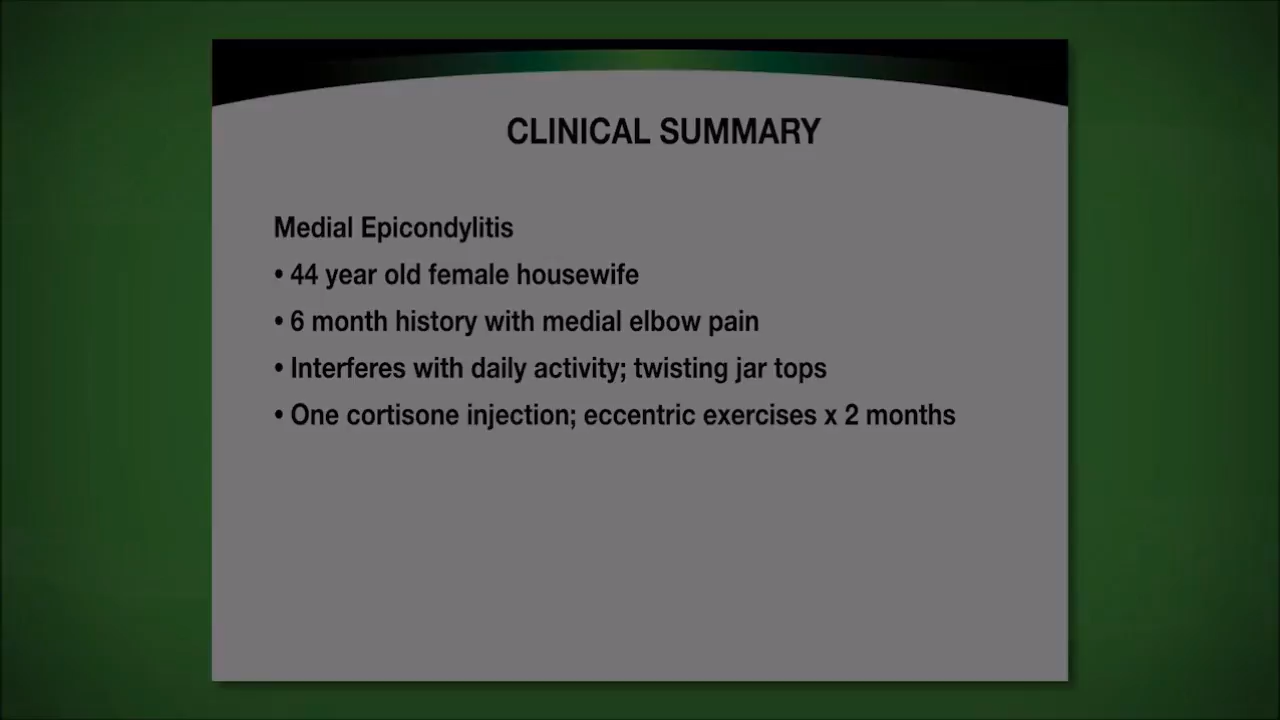 CLINICAL SUMMARY
Medial Epicondylitis
• 44 year old female housewife
• 6 month history with medial elbow pain
• Interferes with daily activity; twisting jar tops
• One cortisone injection; eccentric exercises x 2 months